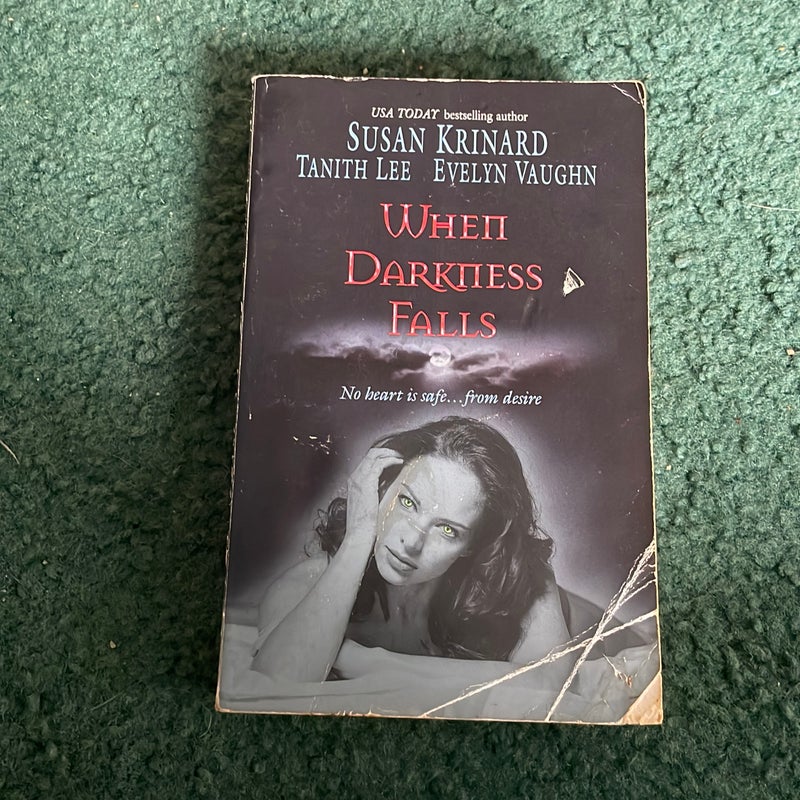 USA TODAY bestselling author
SUSAN KRINARD
TANITH LEE EVELYN VAUGHN
WHEN
DARKNESS
FALLS
No heart is safe...from desire